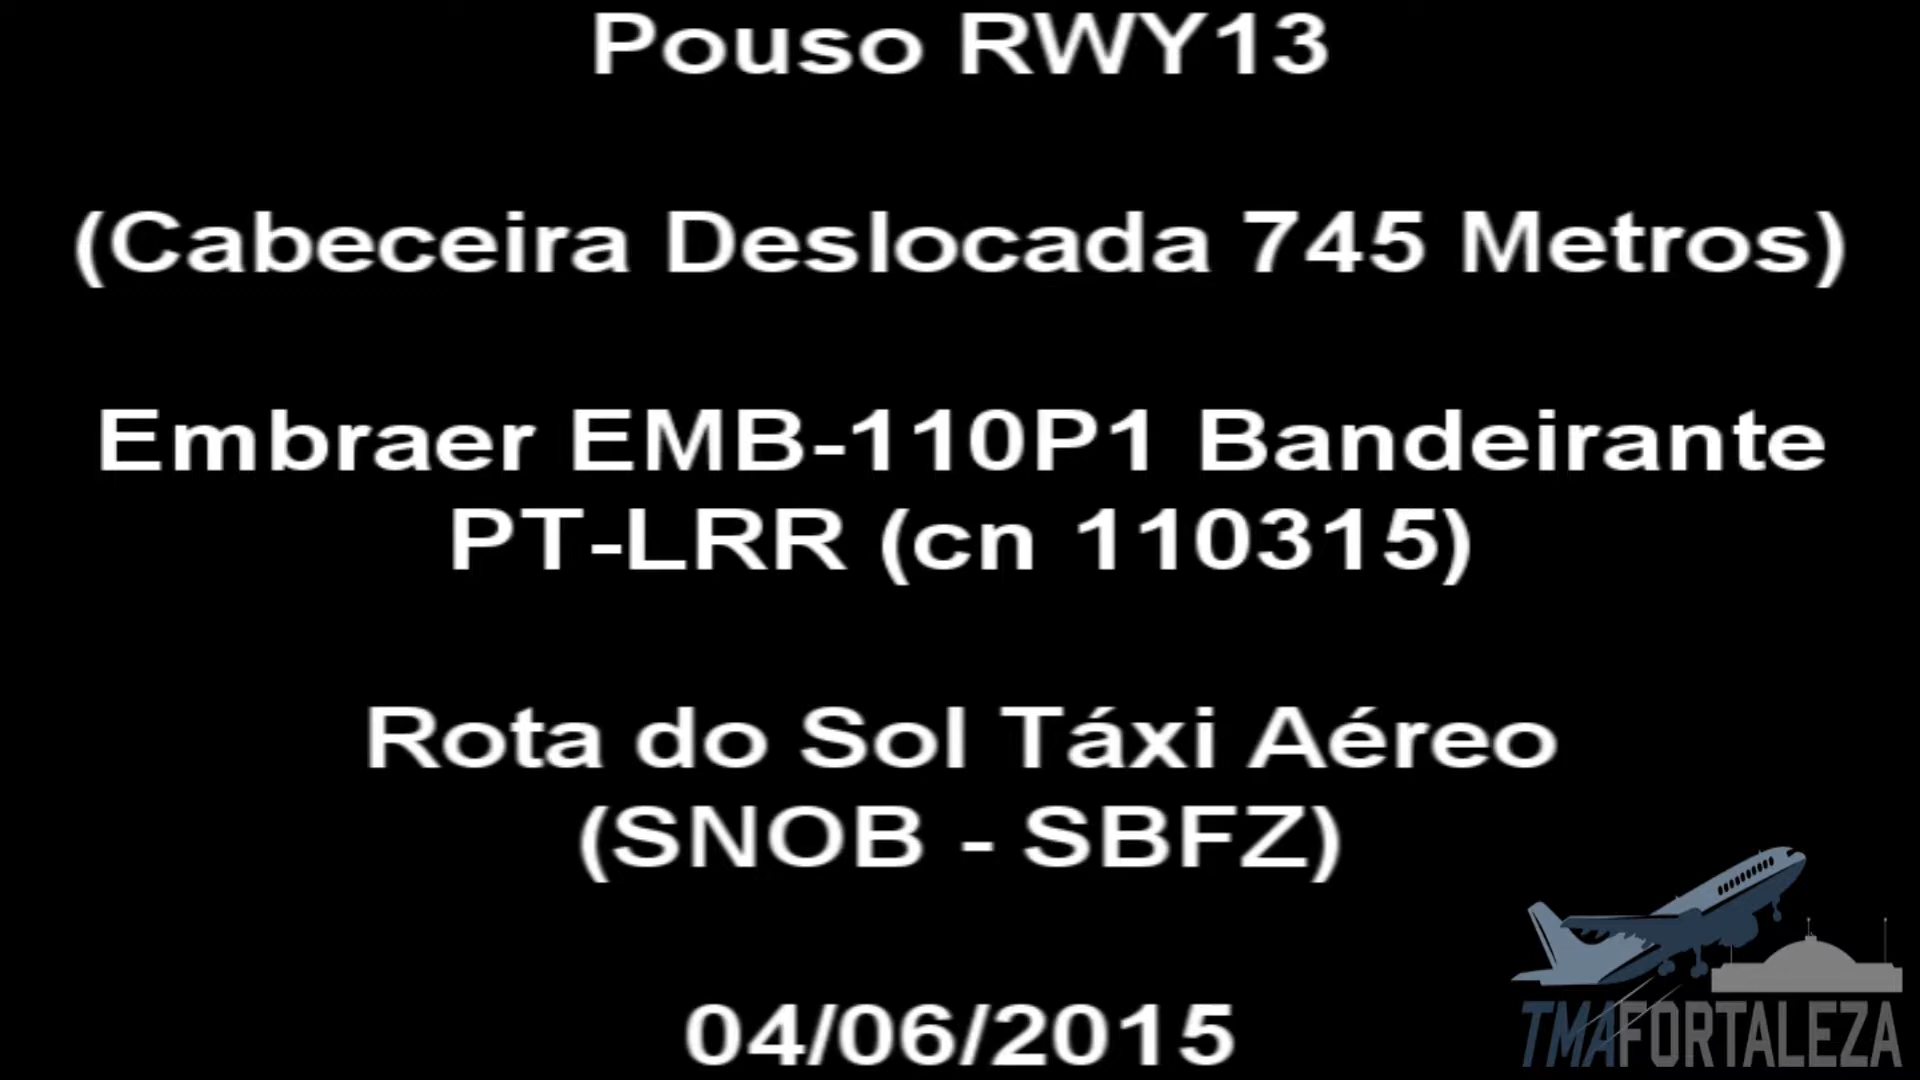 Pouso RWY13
(Cabeceira Deslocada 745 Metros)
Embraer EMB-110P1 Bandeirante
PT-LRR (cn 110315)
Rota do Sol Táxi Aéreo
(SNOB - SBFZ)
04/06/2015
TMAFORTALEZA